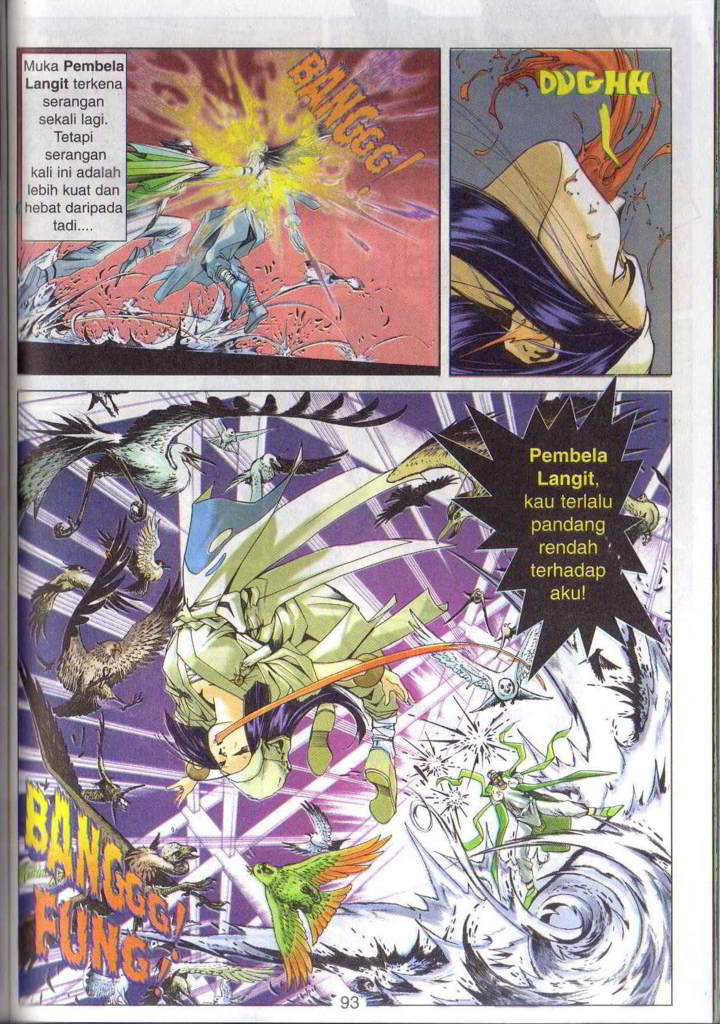 Muka Pembela
Langit terkena
serangan
sekali lagi.
Tetapi
serangan
kali ini adalah
lebih kuat dan
hebat daripada
tadi....
BANGGG!
DUGHH!
Pembela
Langit,
kau terlalu
pandang
rendah
terhadap
aku!
BANGGG!
FUNG!
93